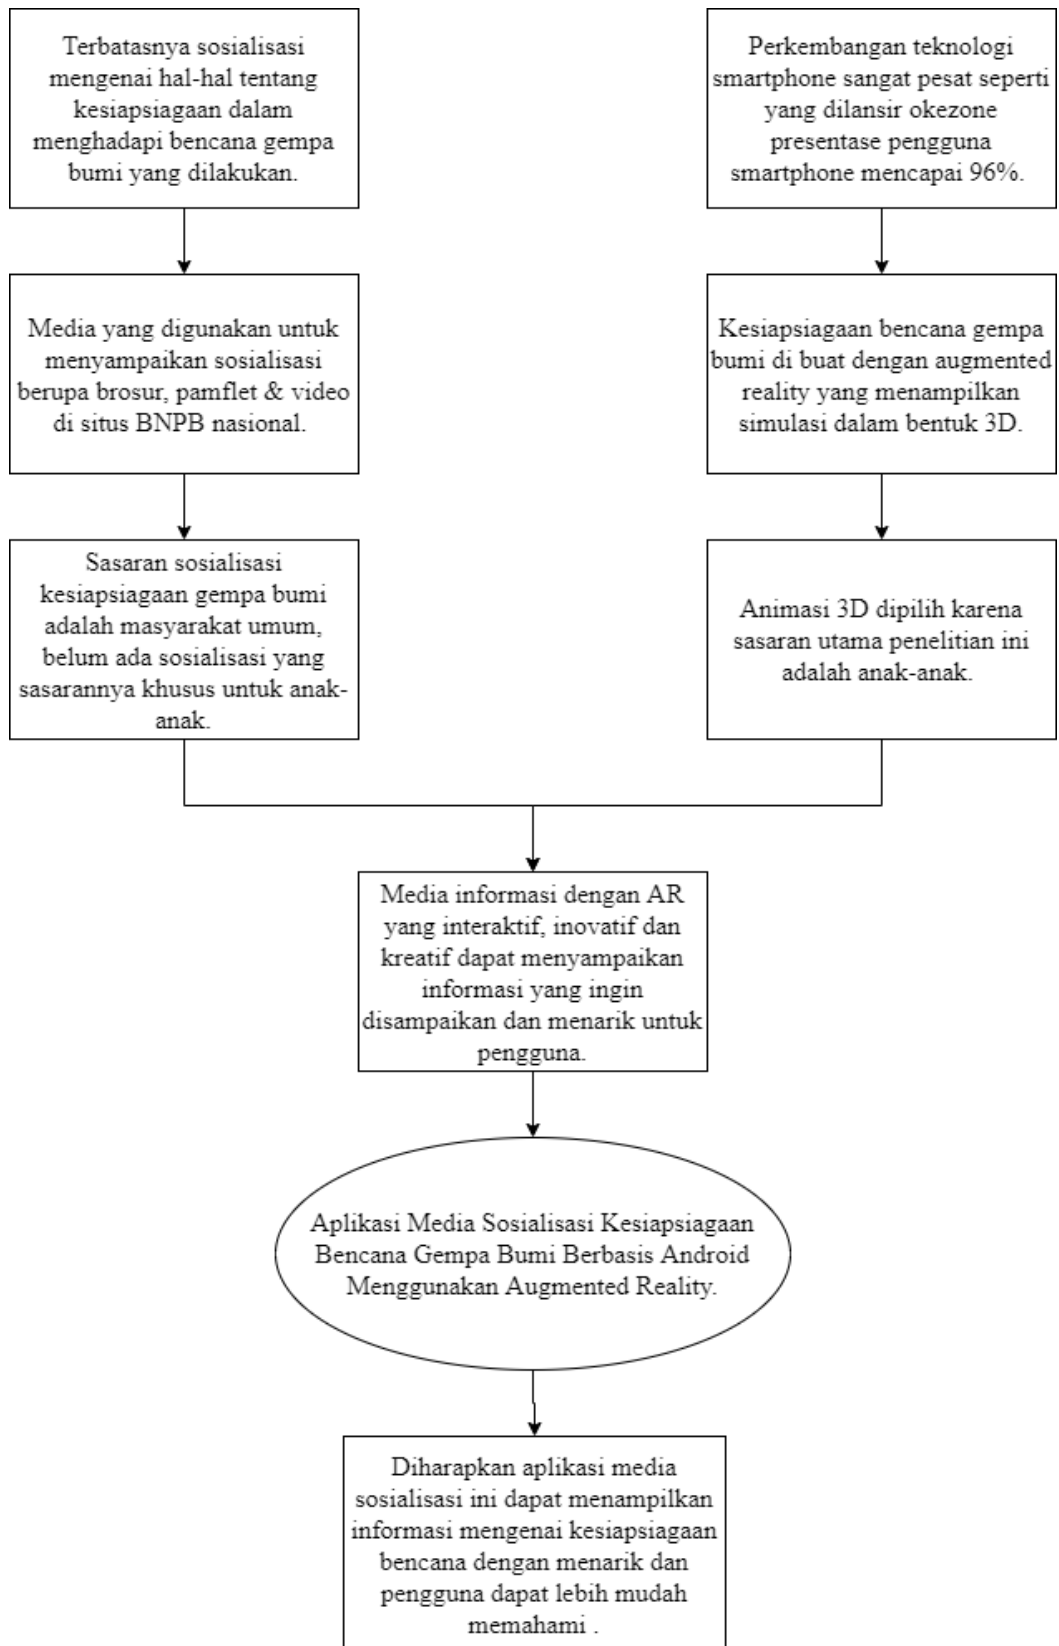 Terbatasnya sosialisasi
mengenai hal-hal tentang
kesiapsiagaan dalam
menghadapi bencana gempa
bumi yang dilakukan.
Perkembangan teknologi
smartphone sangat pesat seperti
yang dilansir okezone
presentase pengguna
smartphone mencapai 96%.
Media yang digunakan untuk
menyampaikan sosialisasi
berupa brosur, pamflet & video
di situs BNPB nasional.
Kesiapsiagaan bencana gempa
bumi di buat dengan augmented
reality yang menampilkan
simulasi dalam bentuk 3D.
Sasaran sosialisasi
kesiapsiagaan gempa bumi
adalah masyarakat umum,
belum ada sosialisasi yang
sasarannya khusus untuk anak-
anak.
Animasi 3D dipilih karena
sasaran utama penelitian ini
adalah anak-anak.
Media informasi dengan AR
yang interaktif, inovatif dan
kreatif dapat menyampaikan
informasi yang ingin
disampaikan dan menarik untuk
pengguna.
Aplikasi Media Sosialisasi Kesiapsiagaan
Bencana Gempa Bumi Berbasis Android
Menggunakan Augmented Reality.
Diharapkan aplikasi media
sosialisasi ini dapat menampilkan
informasi mengenai kesiapsiagaan
bencana dengan menarik dan
pengguna dapat lebih mudah
memahami .